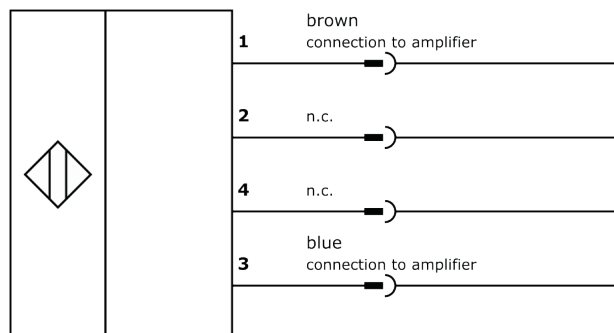 brown
1 connection to amplifier
2 n.c.
4 n.c.
blue
3 connection to amplifier